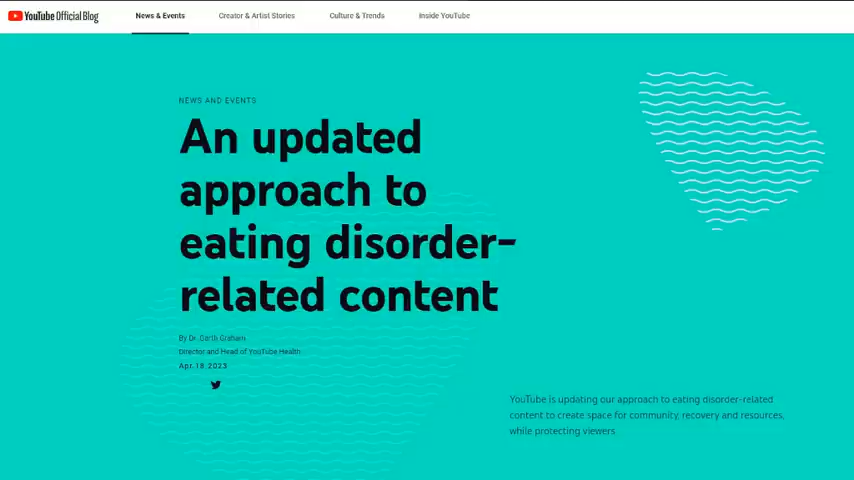 YouTube Official Blog
News & Events
Creator & Artist Stories
Culture & Trends
Inside YouTube
NEWS AND EVENTS
An updated
approach to
eating disorder-
related content
By Dr. Garth Graham
Director and Head of YouTube Health
Apr.18.2023
YouTube is updating our approach to eating disorder-related
content to create space for community, recovery and resources,
while protecting viewers.